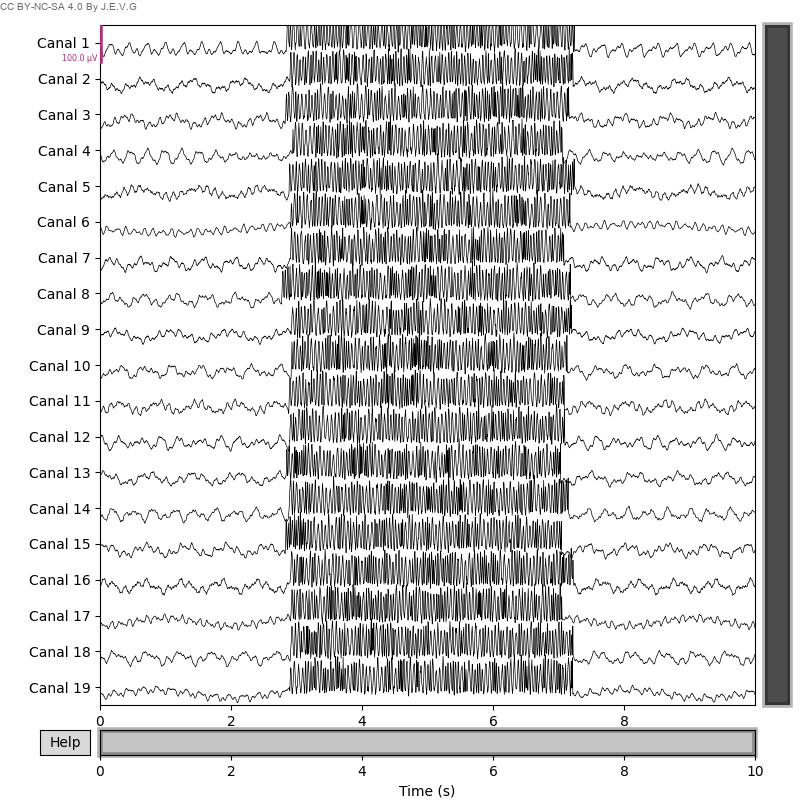 CC BY-NC-SA 4.0 By J.E.V.G
Canal 1
100.0 µV
Canal 2
Canal 3
Canal 4
Canal 5
Canal 6
Canal 7
Canal 8
Canal 9
Canal 10
Canal 11
Canal 12
Canal 13
Canal 14
Canal 15
Canal 16
Canal 17
Canal 18
Canal 19
0 2 4 6 8
Help
0 2 4 6 8 10
Time (s)